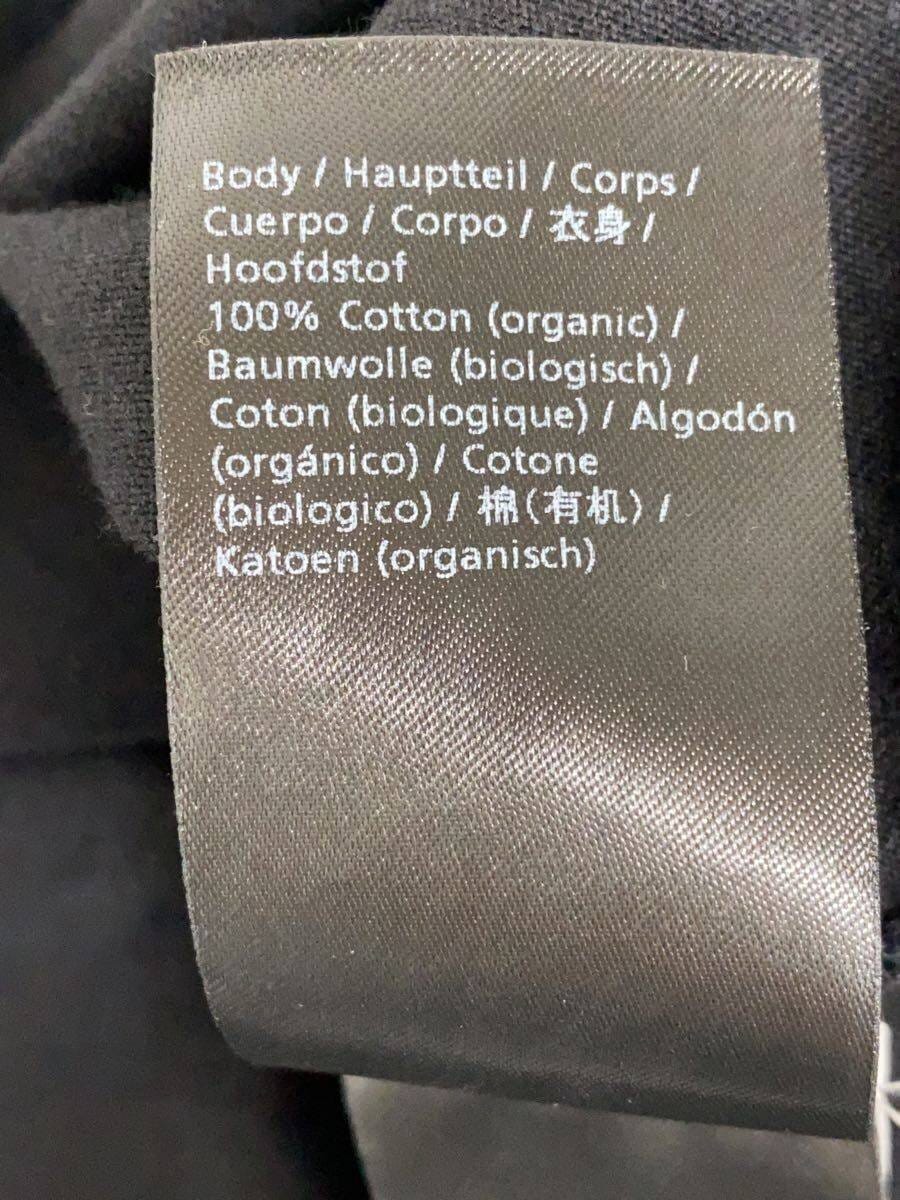 Body / Hauptteil / Corps /
Cuerpo / Corpo / 衣身 /
Hoofdstof
100% Cotton (organic) /
Baumwolle (biologisch) /
Coton (biologique) / Algodón
(orgánico) / Cotone
(biologico) / 棉(有机) /
Katoen (organisch)